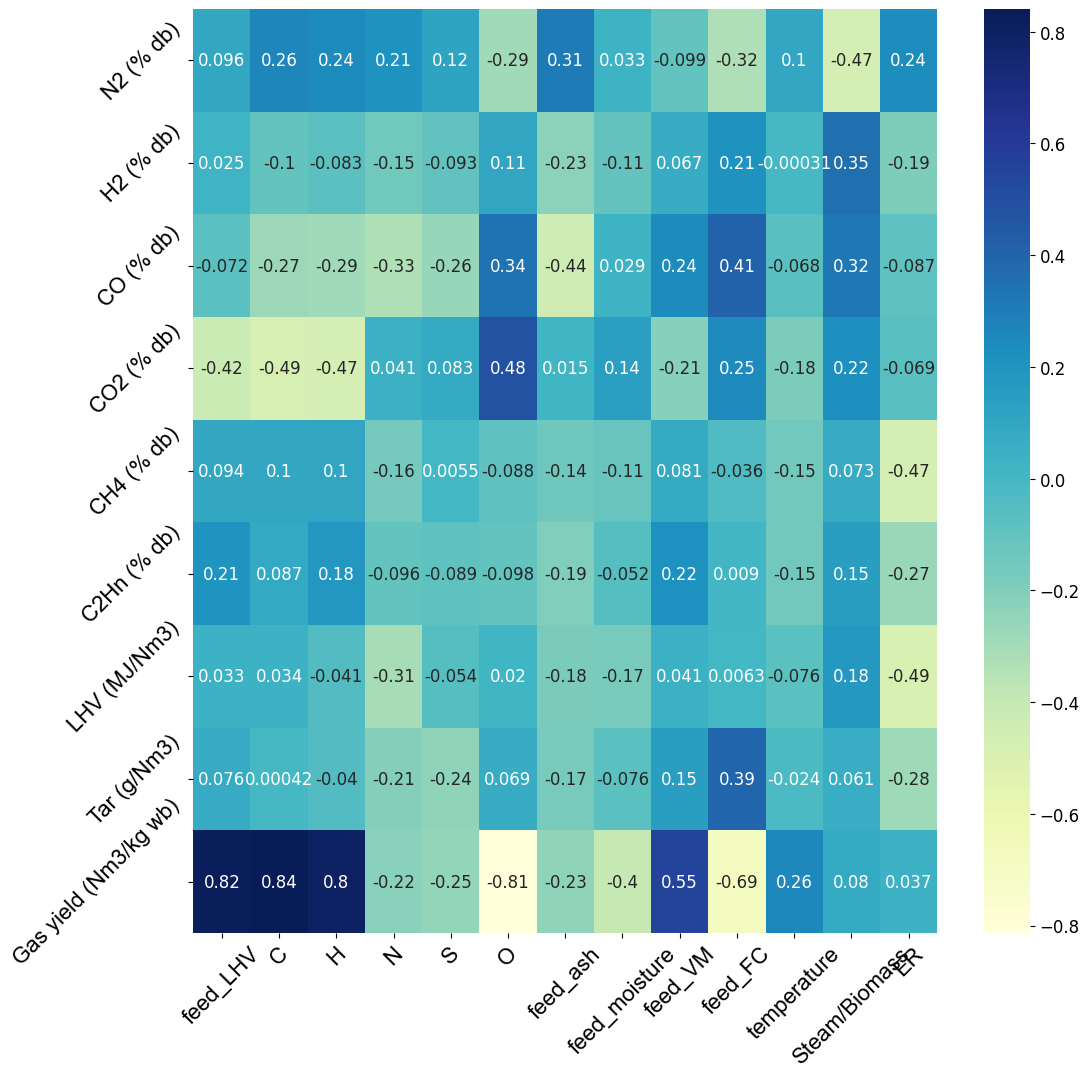 N2 (% db) 0.096 0.26 0.24 0.21 0.12 -0.29 0.31 0.033 -0.099 -0.32 0.1 -0.47 0.24
H2 (% db) 0.025 -0.1 -0.083 -0.15 -0.093 0.11 -0.23 -0.11 0.067 0.21 -0.00031 0.35 -0.19
CO (% db) -0.072 -0.27 -0.29 -0.33 -0.26 0.34 -0.44 0.029 0.24 0.41 -0.068 0.32 -0.087
CO2 (% db) -0.42 -0.49 -0.47 0.041 0.083 0.48 0.015 0.14 -0.21 0.25 -0.18 0.22 -0.069
CH4 (% db) 0.094 0.1 0.1 -0.16 0.0055 -0.088 -0.14 -0.11 0.081 -0.036 -0.15 0.073 -0.47
C2Hn (% db) 0.21 0.087 0.18 -0.096 -0.089 -0.098 -0.19 -0.052 0.22 0.009 -0.15 0.15 -0.27
LHV (MJ/Nm3) 0.033 0.034 -0.041 -0.31 -0.054 0.02 -0.18 -0.17 0.041 0.0063 -0.076 0.18 -0.49
Tar (g/Nm3) 0.076 0.00042 -0.04 -0.21 -0.24 0.069 -0.17 -0.076 0.15 0.39 -0.024 0.061 -0.28
Gas yield (Nm3/kg wb) 0.82 0.84 0.8 -0.22 -0.25 -0.81 -0.23 -0.4 0.55 -0.69 0.26 0.08 0.037
feed_LHV C H N S O feed_ash feed_moisture feed_VM feed_FC temperature Steam/Biomass ER
0.8
0.6
0.4
0.2
0.0
−0.2
−0.4
−0.6
−0.8